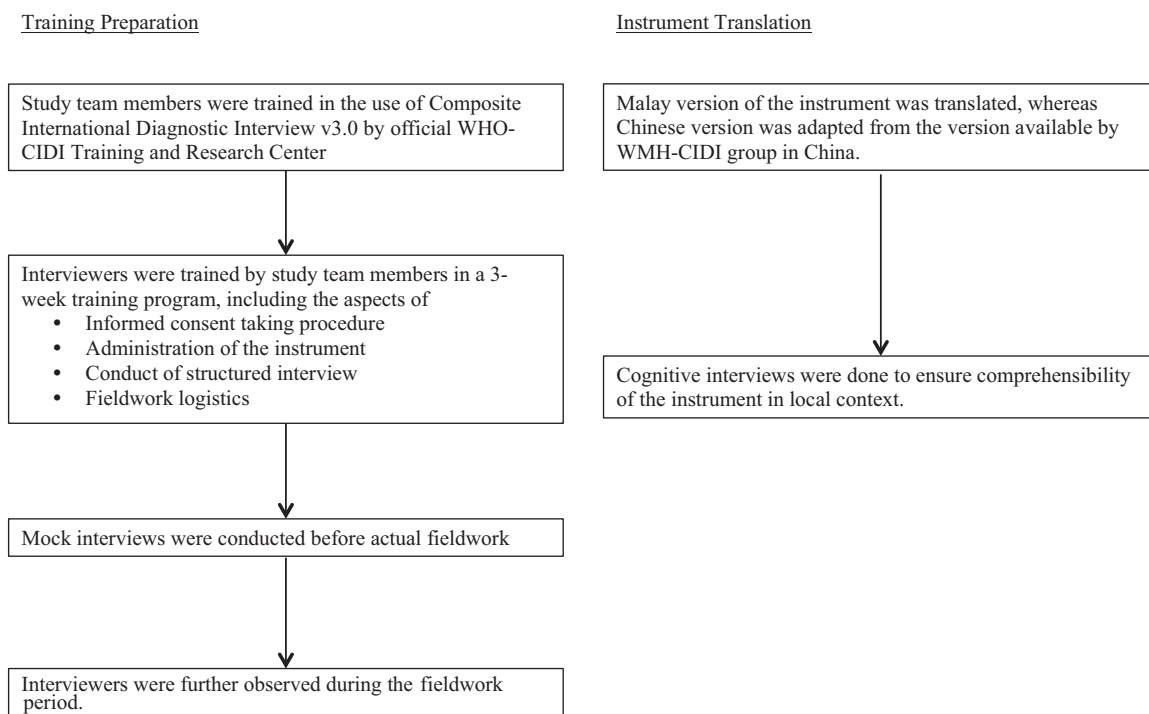 Training Preparation
Study team members were trained in the use of Composite
International Diagnostic Interview v3.0 by official WHO-
CIDI Training and Research Center
Interviewers were trained by study team members in a 3-
week training program, including the aspects of
• Informed consent taking procedure
• Administration of the instrument
• Conduct of structured interview
• Fieldwork logistics
Mock interviews were conducted before actual fieldwork
Interviewers were further observed during the fieldwork
period.
Instrument Translation
Malay version of the instrument was translated, whereas
Chinese version was adapted from the version available by
WMH-CIDI group in China.
Cognitive interviews were done to ensure comprehensibility
of the instrument in local context.